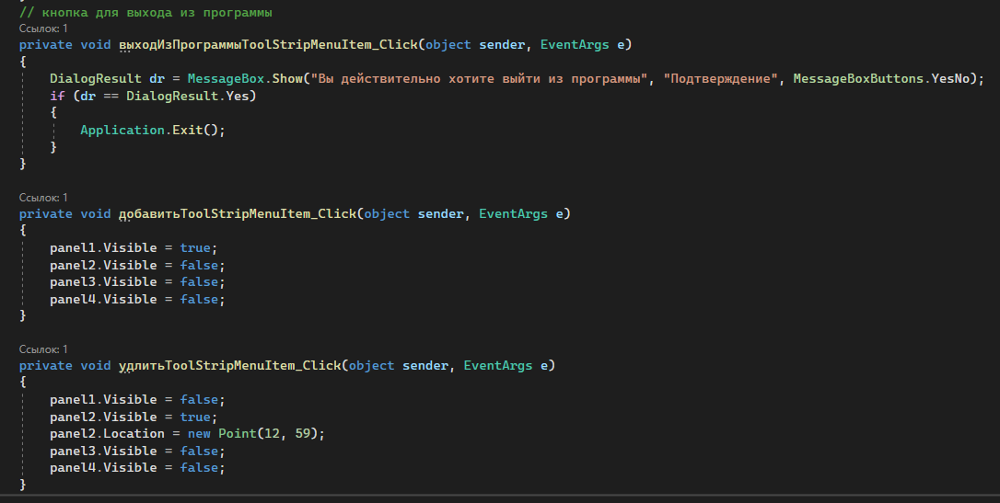 // кнопка для выхода из программы
Ссылок: 1
private void выходИзПрограммыToolStripMenuItem_Click(object sender, EventArgs e)
{
DialogResult dr = MessageBox.Show("Вы действительно хотите выйти из программы", "Подтверждение", MessageBoxButtons.YesNo);
if (dr == DialogResult.Yes)
{
Application.Exit();
}
}
Ссылок: 1
private void добавитьToolStripMenuItem_Click(object sender, EventArgs e)
{
panel1.Visible = true;
panel2.Visible = false;
panel3.Visible = false;
panel4.Visible = false;
}
Ссылок: 1
private void удлитьToolStripMenuItem_Click(object sender, EventArgs e)
{
panel1.Visible = false;
panel2.Visible = true;
panel2.Location = new Point(12, 59);
panel3.Visible = false;
panel4.Visible = false;
}